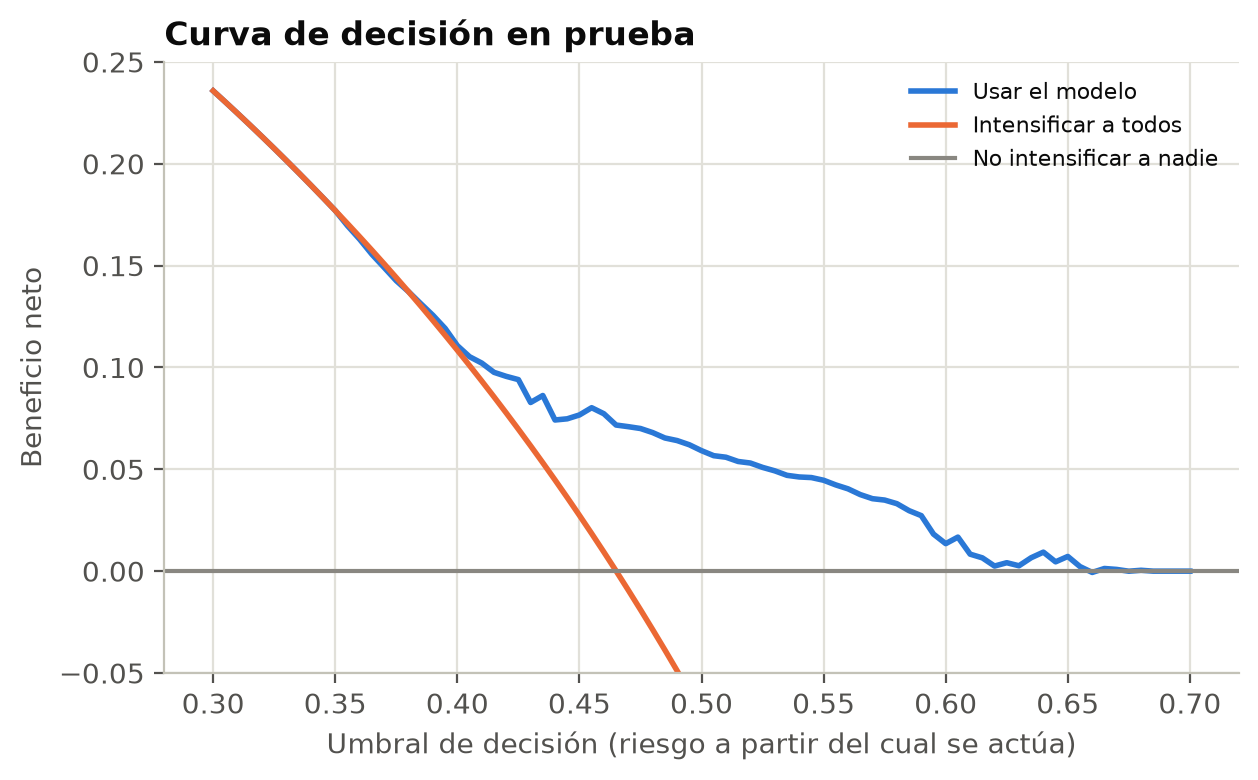 Curva de decisión en prueba
0.25
0.20
0.15
0.10
0.05
0.00
−0.05
Beneficio neto
Usar el modelo
Intensificar a todos
No intensificar a nadie
0.30 0.35 0.40 0.45 0.50 0.55 0.60 0.65 0.70
Umbral de decisión (riesgo a partir del cual se actúa)